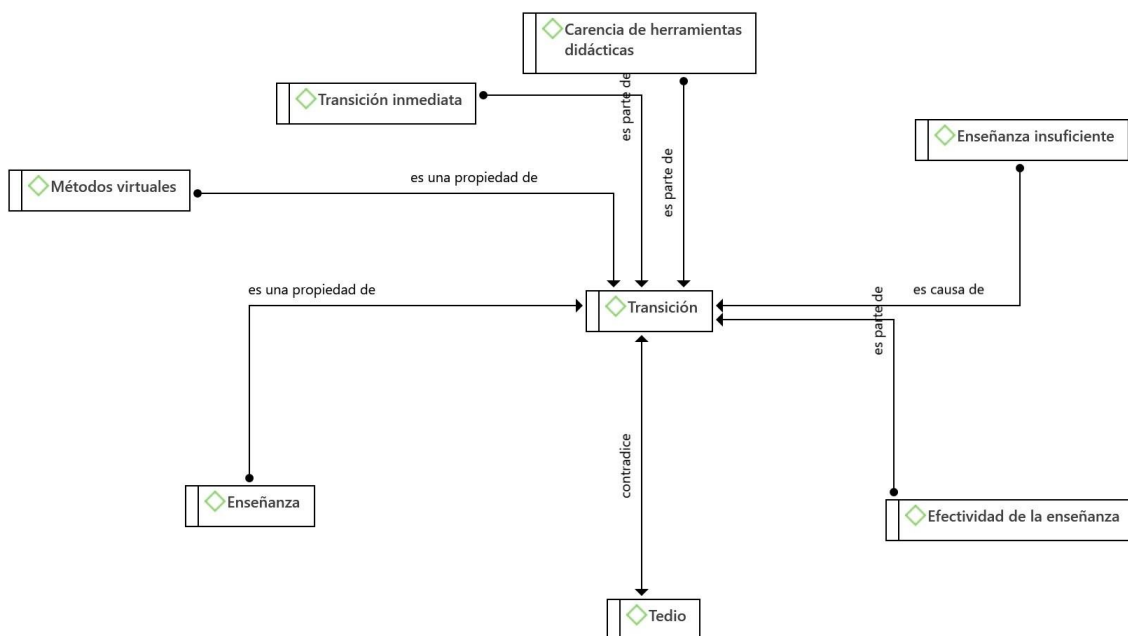 Carencia de herramientas
didácticas
Transición inmediata
es parte de
Enseñanza insuficiente
es parte de
Métodos virtuales
es una propiedad de
es una propiedad de
Transición
es causa de
es parte de
contradice
Enseñanza
Efectividad de la enseñanza
Tedio